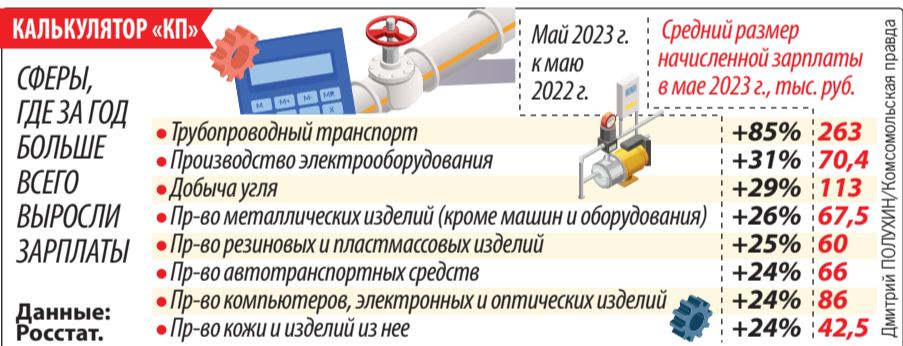 КАЛЬКУЛЯТОР «КП»
СФЕРЫ,
ГДЕ ЗА ГОД
БОЛЬШЕ
ВСЕГО
ВЫРОСЛИ
ЗАРПЛАТЫ
Данные:
Росстат.
M M+ M- MR
X
Май 2023 г.
к маю
2022 г.
Средний размер
начисленной зарплаты
в мае 2023 г., тыс. руб.
• Трубопроводный транспорт +85% 263
• Производство электрооборудования +31% 70,4
• Добыча угля +29% 113
• Пр-во металлических изделий (кроме машин и оборудования) +26% 67,5
• Пр-во резиновых и пластмассовых изделий +25% 60
• Пр-во автотранспортных средств +24% 66
• Пр-во компьютеров, электронных и оптических изделий +24% 86
• Пр-во кожи и изделий из нее +24% 42,5
Дмитрий ПОЛУХИН/Комсомольская правда